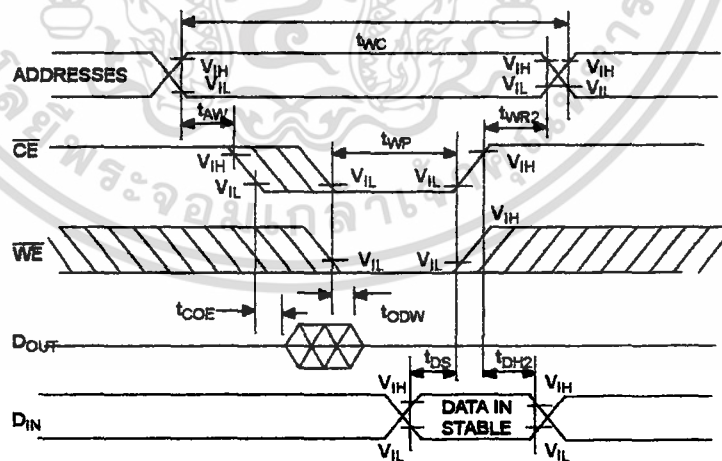 tWC
ADDRESSES
VIH
VIL
VIH
VIL
VIH
VIL
tAW
tWR2
CE
VIH
VIL
tWP
VIL
VIL
VIH
WE
VIL
VIL
VIH
tCOE
tODW
DOUT
tDS
tDH2
DIN
VIH
VIL
DATA IN
STABLE
VIH
VIL